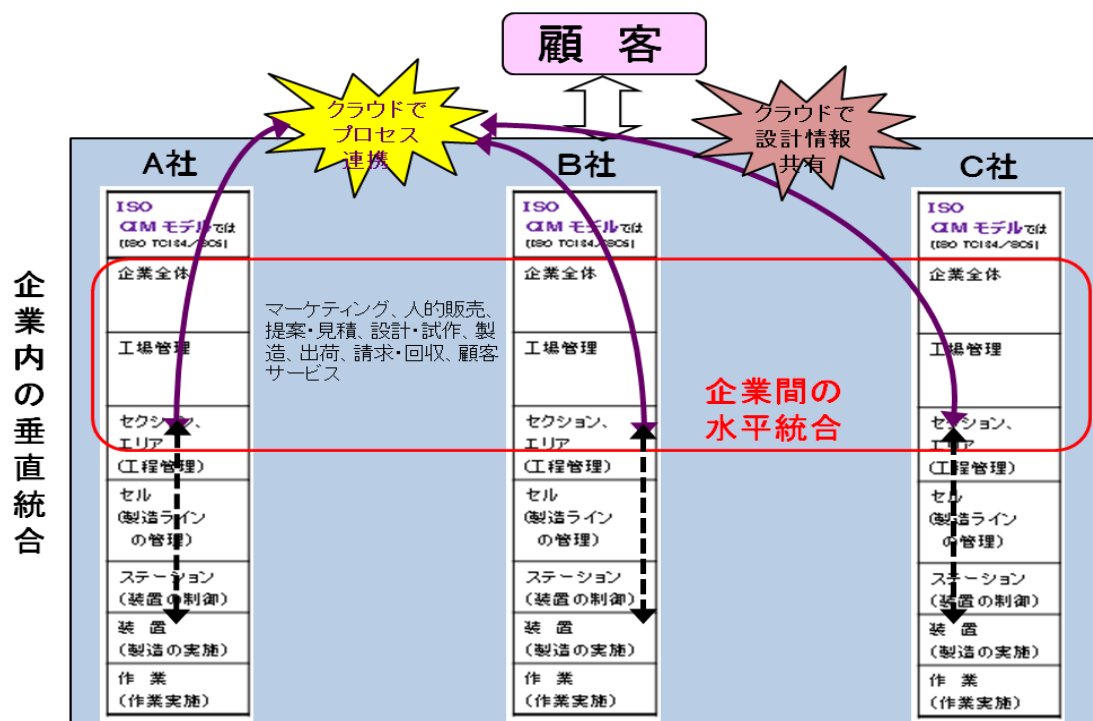 顧 客
クラウドで
プロセス
連携
クラウドで
設計情報
共有
A社
B社
C社
企業内の垂直統合
ISO
CIM モデルでは
(ISO TC184/SC5)
企業全体
工場管理
セクション、
エリア
(工程管理)
セル
(製造ライン
の管理)
ステーション
(装置の制御)
装 置
(製造の実施)
作 業
(作業実施)
マーケティング、人的販売、
提案・見積、設計・試作、製
造、出荷、請求・回収、顧客
サービス
ISO
CIM モデルでは
(ISO TC184/SC5)
企業全体
工場管理
セクション、
エリア
(工程管理)
セル
(製造ライン
の管理)
ステーション
(装置の制御)
装 置
(製造の実施)
作 業
(作業実施)
企業間の
水平統合
ISO
CIM モデルでは
(ISO TC184/SC5)
企業全体
工場管理
セクション、
エリア
(工程管理)
セル
(製造ライン
の管理)
ステーション
(装置の制御)
装 置
(製造の実施)
作 業
(作業実施)